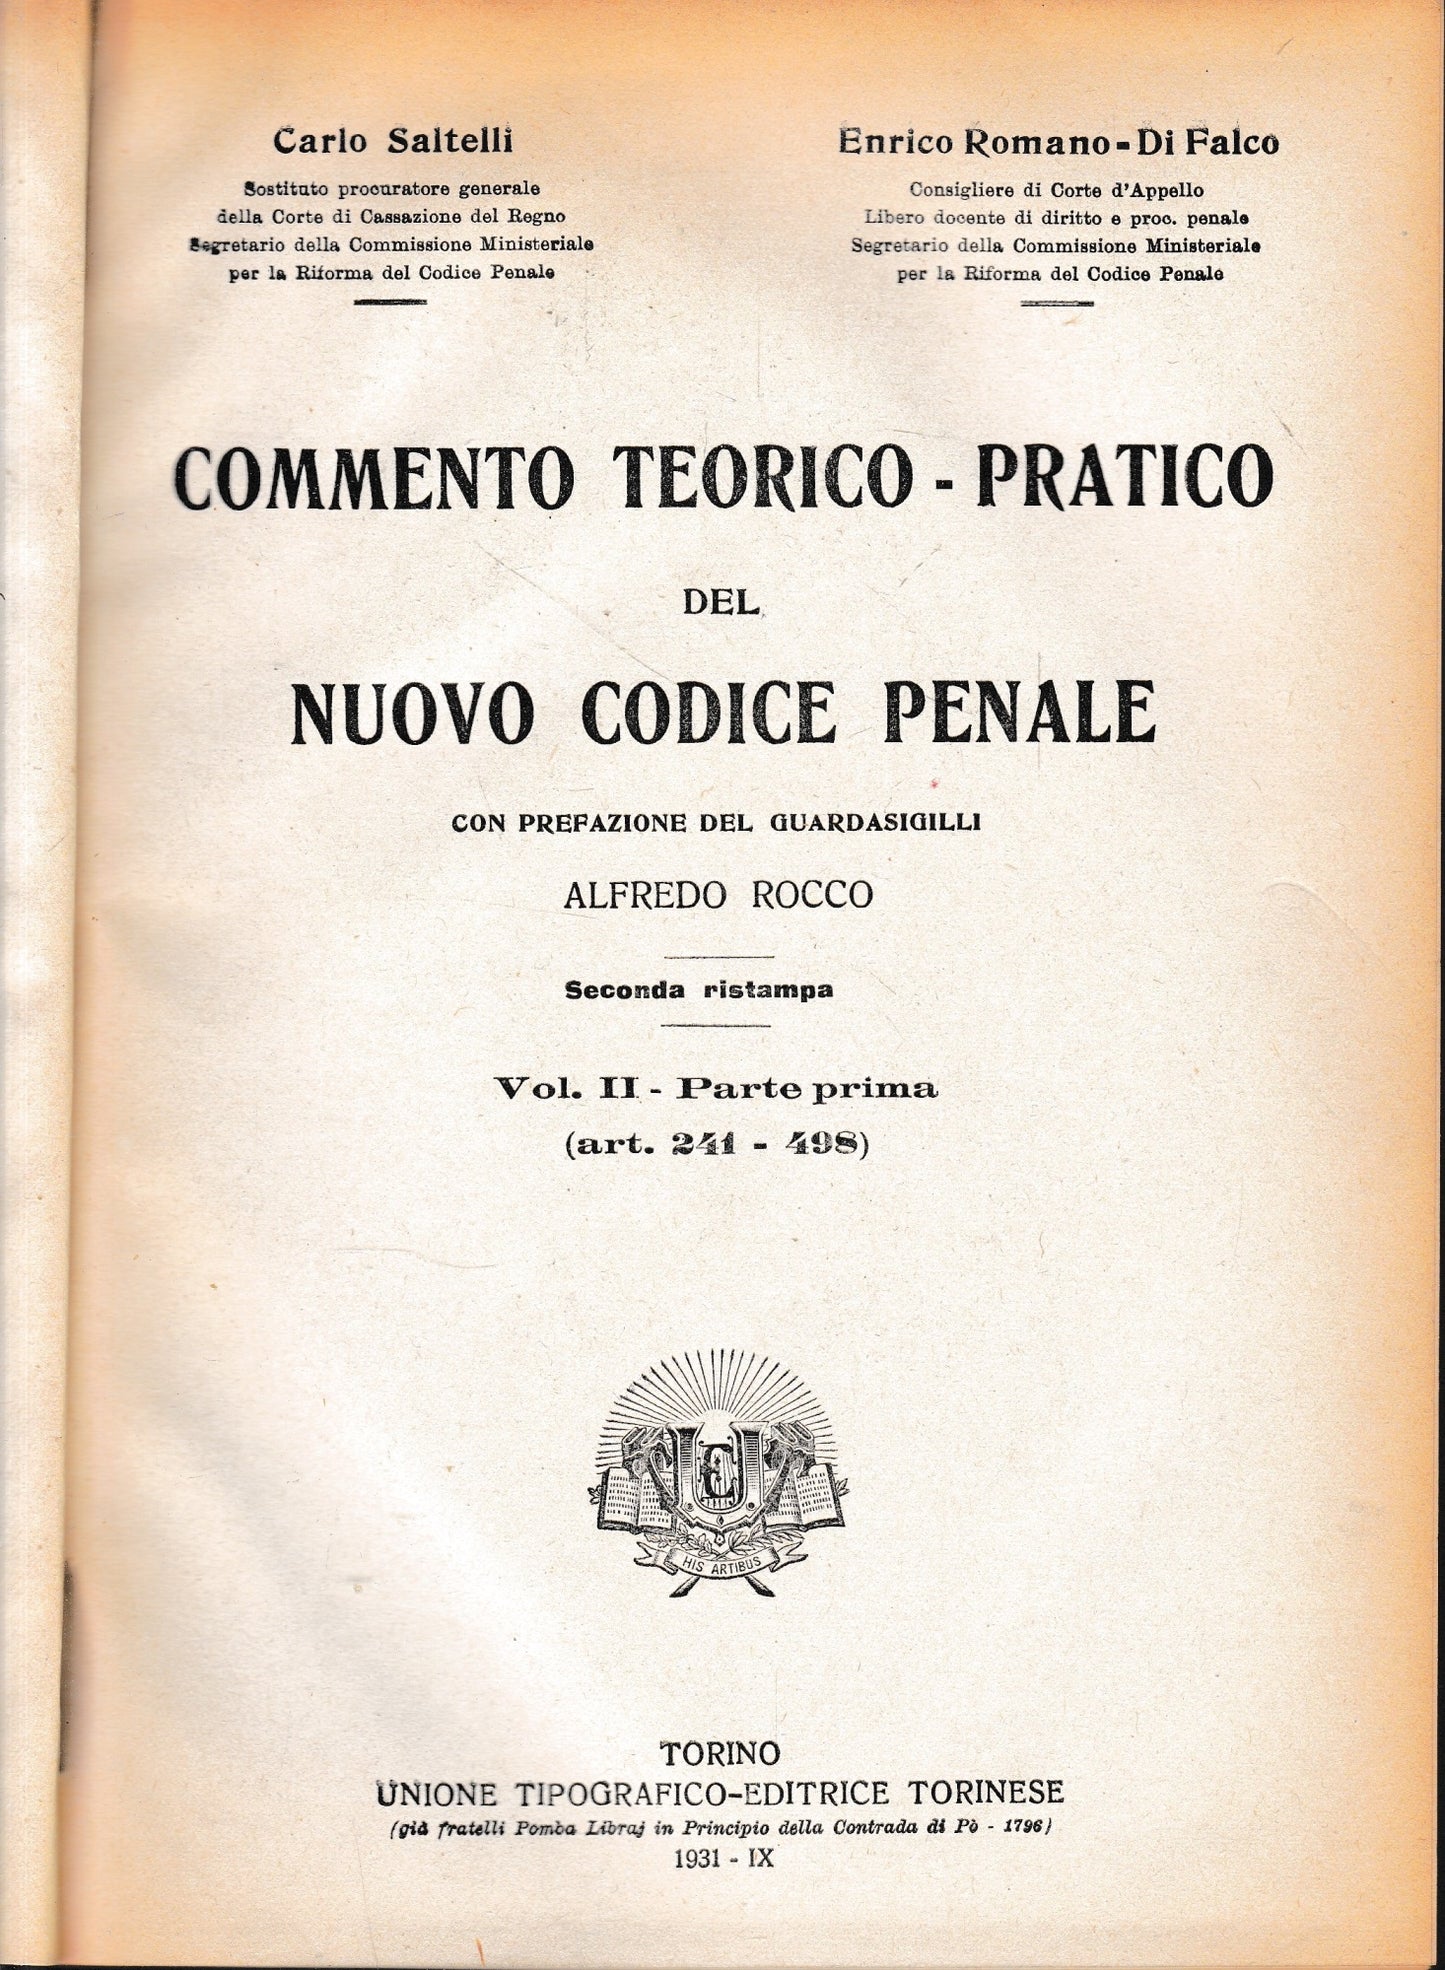 Carlo Saltelli
Sostituto procuratore generale
della Corte di Cassazione del Regno
Segretario della Commissione Ministeriale
per la Riforma del Codice Penale
Enrico Romano-Di Falco
Consigliere di Corte d'Appello
Libero docente di diritto e proc. penale
Segretario della Commissione Ministeriale
per la Riforma del Codice Penale
COMMENTO TEORICO - PRATICO
DEL
NUOVO CODICE PENALE
CON PREFAZIONE DEL GUARDASIGILLI
ALFREDO ROCCO
Seconda ristampa
Vol. II - Parte prima
(art. 241 - 498)
UTE
HIS ARTIBUS
TORINO
UNIONE TIPOGRAFICO-EDITRICE TORINESE
(già fratelli Pomba Libraj in Principio della Contrada di Pò - 1796)
1931 - IX